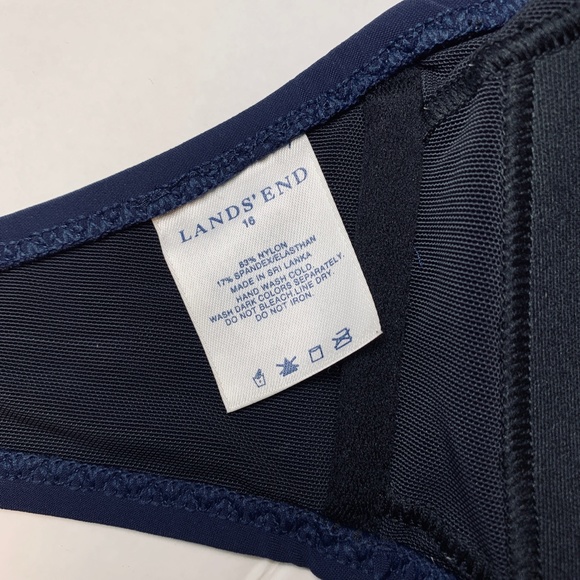 LANDS' END
16
83% NYLON
17% SPANDEX/ELASTHAN
MADE IN SRI LANKA
HAND WASH COLD.
WASH DARK COLORS SEPARATELY.
DO NOT BLEACH LINE DRY.
DO NOT IRON.